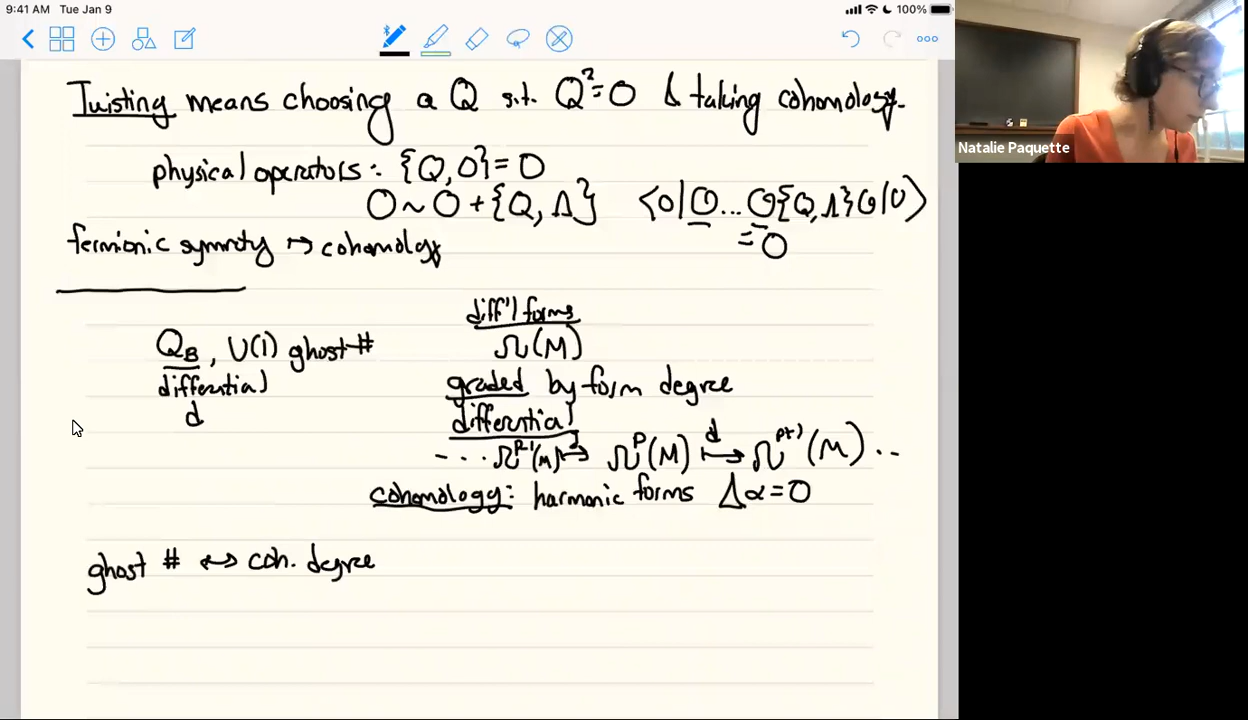 9:41 AM Tue Jan 9
100%
Twisting means choosing a Q s.t. Q²=0 & taking cohomology.
physical operators: {Q, O} = 0
O ~ O + {Q, Λ} <0|O...O{Q,Λ}O|0>
= 0
fermionic symmetry ↦ cohomology
diff'l forms
Q_B, U(1) ghost # Ω(M)
differential graded by form degree
d differential
... Ω^{p-1}(M) →^d Ω^p(M) ↦^d Ω^{p+1}(M) ..
cohomology: harmonic forms Δα=0
ghost # ↔ coh. degree
Natalie Paquette